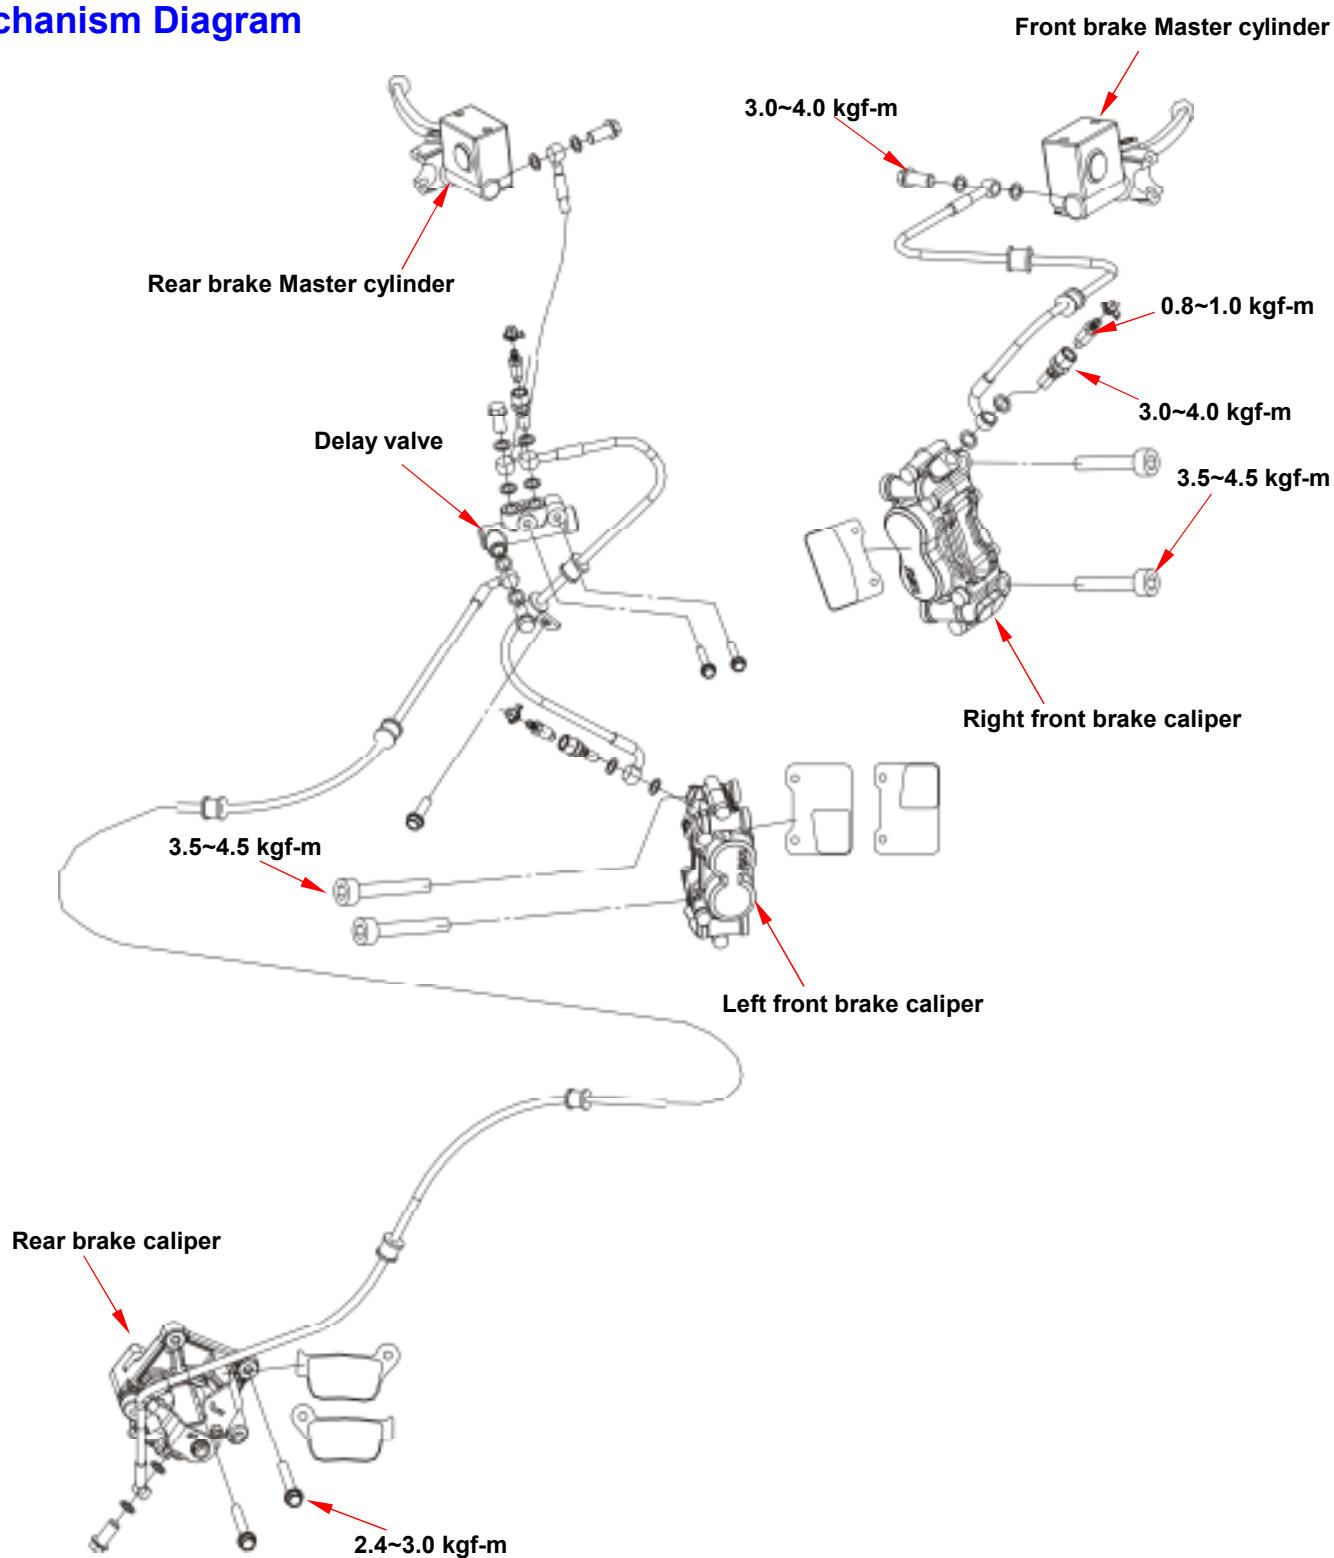 chanism Diagram
Front brake Master cylinder
3.0~4.0 kgf-m
Rear brake Master cylinder
0.8~1.0 kgf-m
3.0~4.0 kgf-m
Delay valve
3.5~4.5 kgf-m
Right front brake caliper
3.5~4.5 kgf-m
Left front brake caliper
Rear brake caliper
2.4~3.0 kgf-m